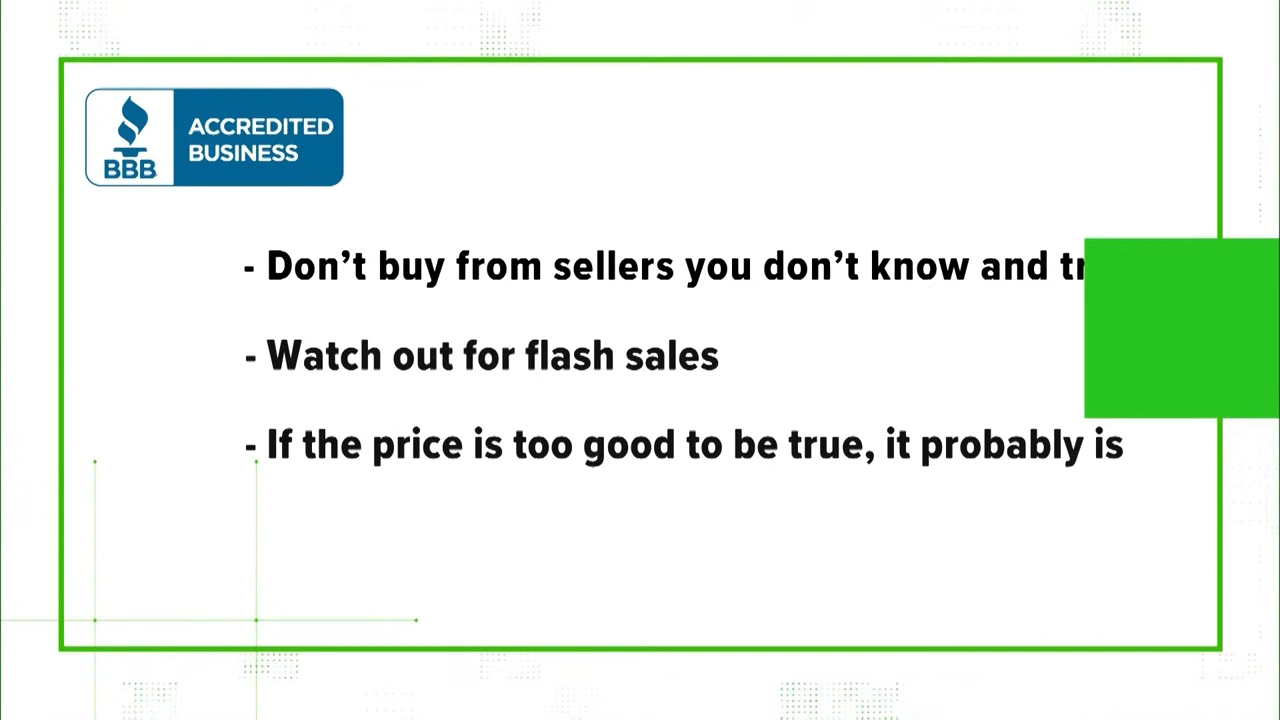 ACCREDITED
BUSINESS
BBB
- Don’t buy from sellers you don’t know and
- Watch out for flash sales
- If the price is too good to be true, it probably is